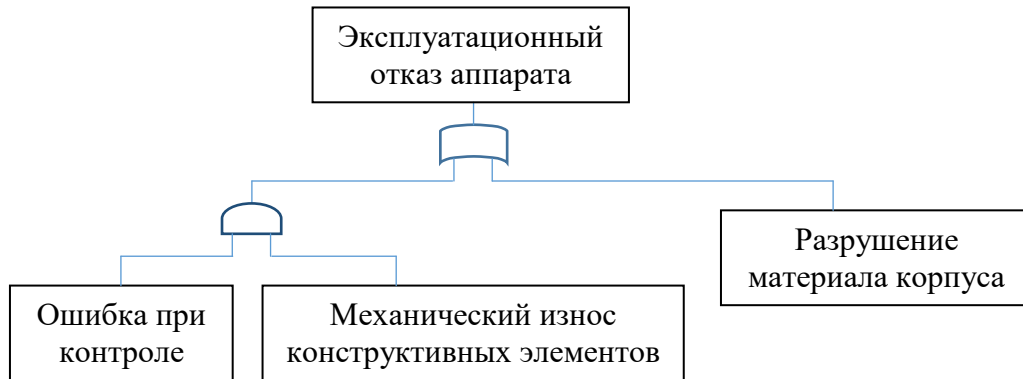 Эксплуатационный
отказ аппарата
Разрушение
материала корпуса
Ошибка при
контроле
Механический износ
конструктивных элементов